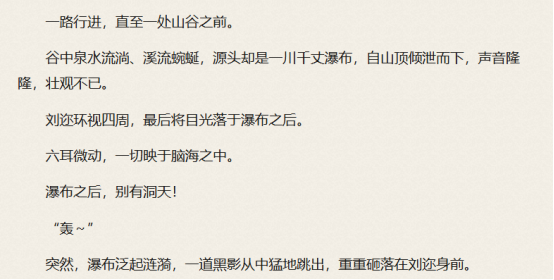 一路行进，直至一处山谷之前。
谷中泉水流淌、溪流蜿蜒，源头却是一川千丈瀑布，自山顶倾泄而下，声音隆
隆，壮观不已。
刘迩环视四周，最后将目光落于瀑布之后。
六耳微动，一切映于脑海之中。
瀑布之后，别有洞天！
“轰～”
突然，瀑布泛起涟漪，一道黑影从中猛地跳出，重重砸落在刘迩身前。